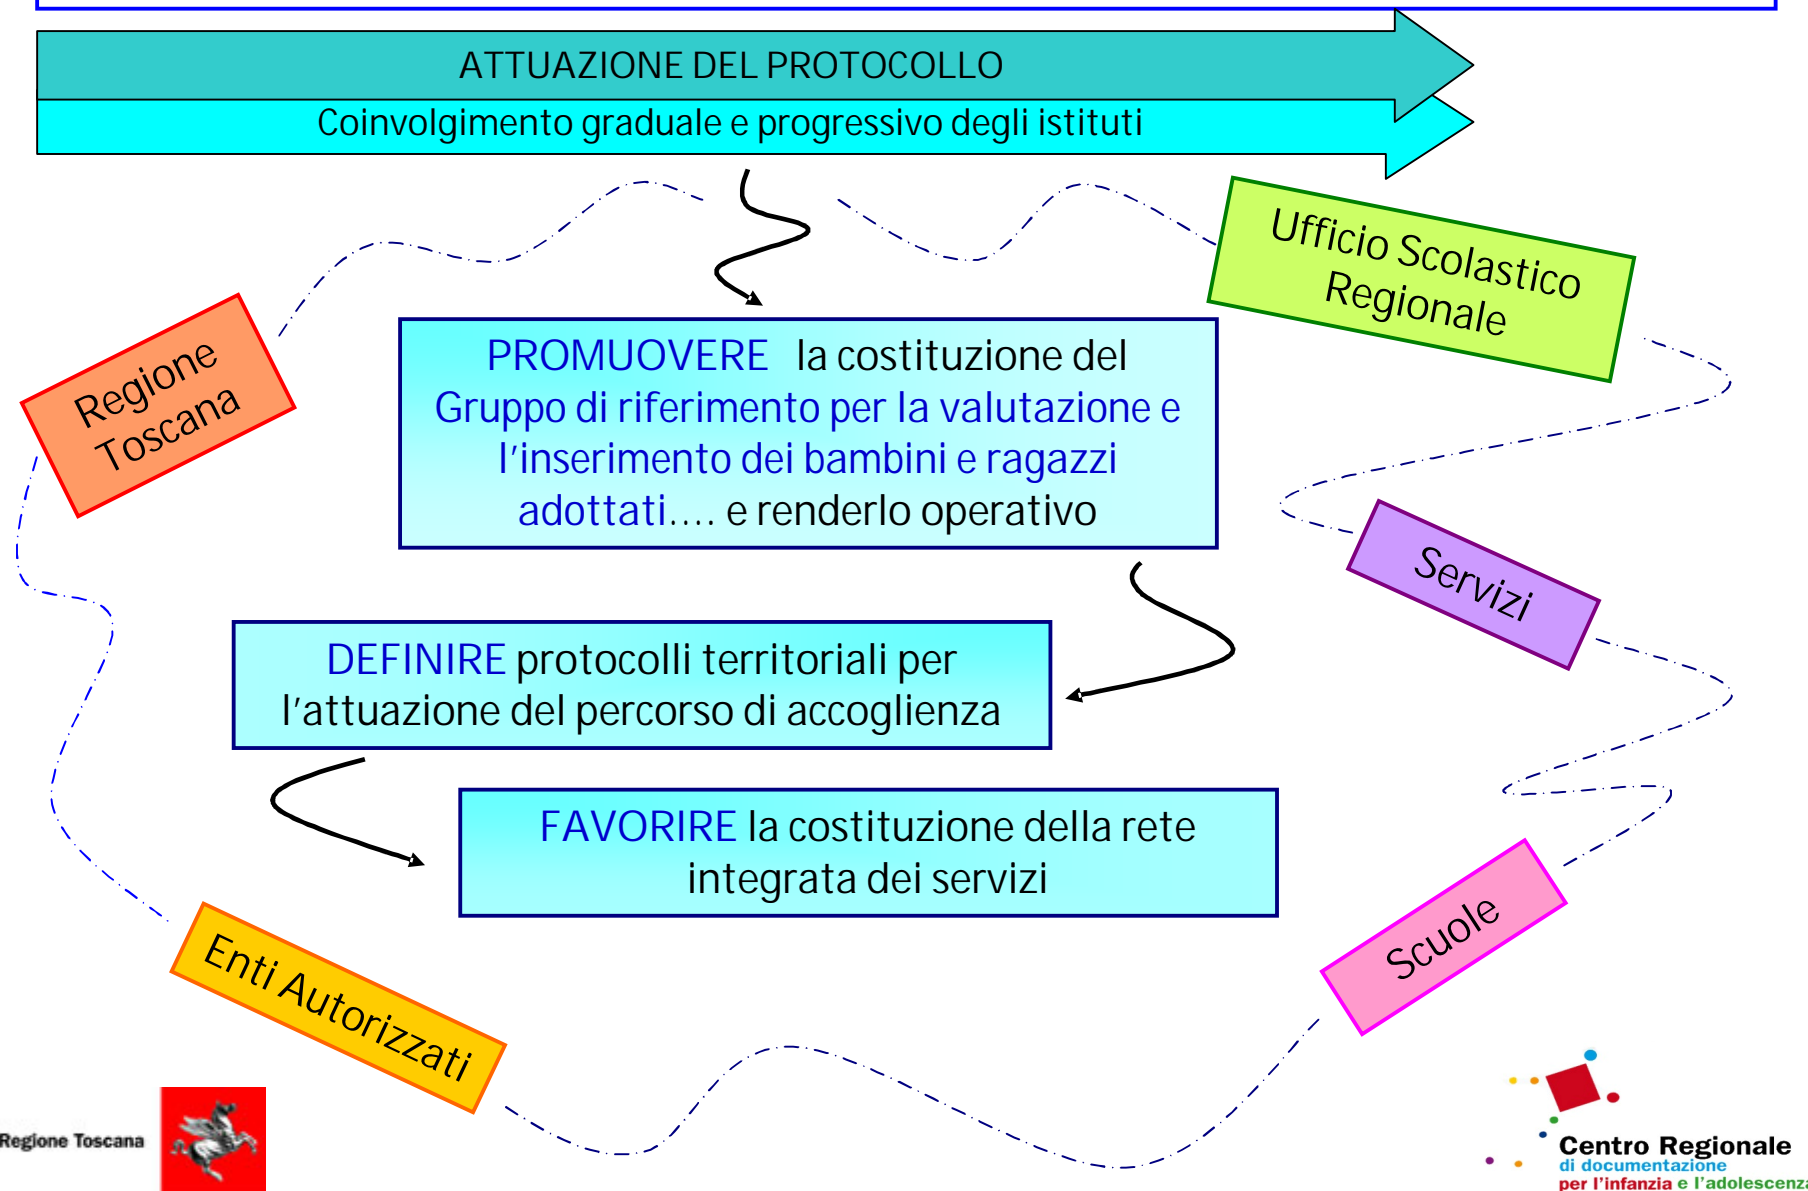 ATTUAZIONE DEL PROTOCOLLO
Coinvolgimento graduale e progressivo degli istituti
Ufficio Scolastico
Regionale
Regione
Toscana
PROMUOVERE la costituzione del
Gruppo di riferimento per la valutazione e
l'inserimento dei bambini e ragazzi
adottati.... e renderlo operativo
Servizi
DEFINIRE protocolli territoriali per
l'attuazione del percorso di accoglienza
FAVORIRE la costituzione della rete
integrata dei servizi
Scuole
Enti Autorizzati
Regione Toscana
Centro Regionale
di documentazione
per l'infanzia e l'adolescenza